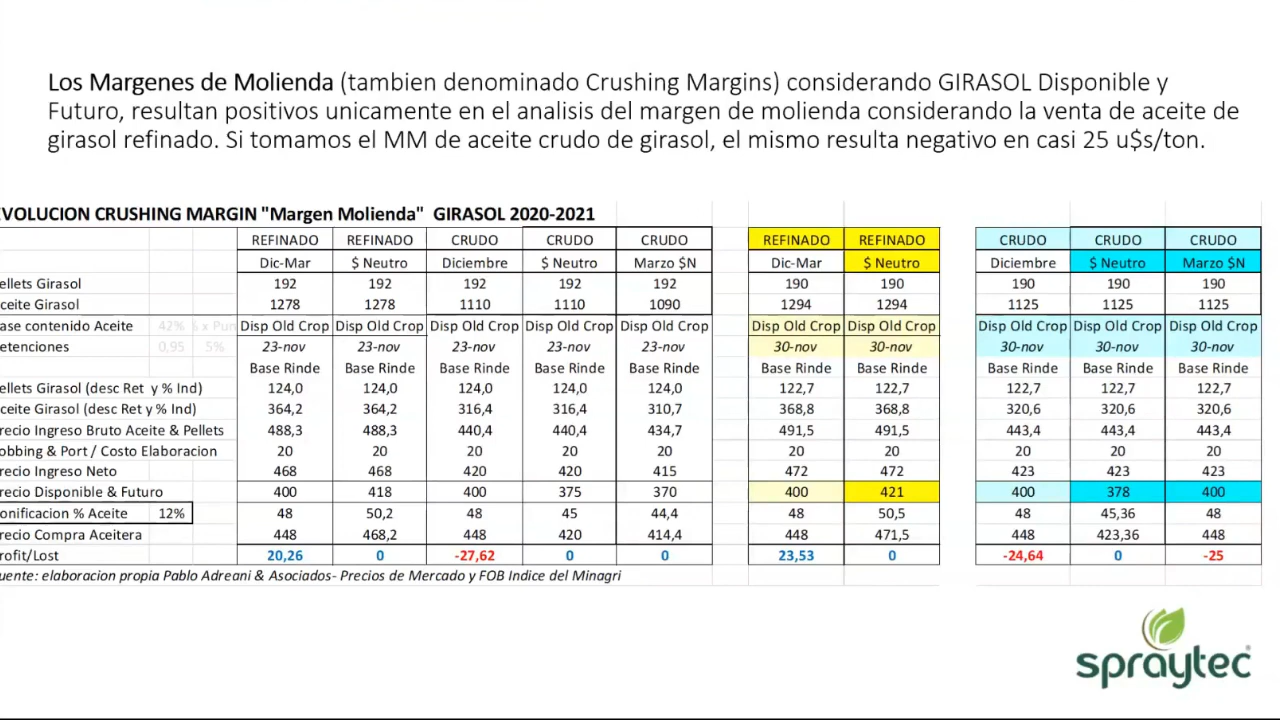 Los Margenes de Molienda (tambien denominado Crushing Margins) considerando GIRASOL Disponible y
Futuro, resultan positivos unicamente en el analisis del margen de molienda considerando la venta de aceite de
girasol refinado. Si tomamos el MM de aceite crudo de girasol, el mismo resulta negativo en casi 25 u$s/ton.
VOLUCION CRUSHING MARGIN "Margen Molienda" GIRASOL 2020-2021
REFINADO REFINADO CRUDO CRUDO CRUDO REFINADO REFINADO CRUDO CRUDO CRUDO
Dic-Mar $ Neutro Diciembre $ Neutro Marzo $N Dic-Mar $ Neutro Diciembre $ Neutro Marzo $N
ellets Girasol 192 192 192 192 192 190 190 190 190 190
ceite Girasol 1278 1278 1110 1110 1090 1294 1294 1125 1125 1125
ase contenido Aceite 42% x Pun Disp Old Crop Disp Old Crop Disp Old Crop Disp Old Crop Disp Old Crop Disp Old Crop Disp Old Crop Disp Old Crop Disp Old Crop Disp Old Crop
etenciones 0,95 5% 23-nov 23-nov 23-nov 23-nov 23-nov 30-nov 30-nov 30-nov 30-nov 30-nov
Base Rinde Base Rinde Base Rinde Base Rinde Base Rinde Base Rinde Base Rinde Base Rinde Base Rinde Base Rinde
ellets Girasol (desc Ret y % Ind) 124,0 124,0 124,0 124,0 124,0 122,7 122,7 122,7 122,7 122,7
ceite Girasol (desc Ret y % Ind) 364,2 364,2 316,4 316,4 310,7 368,8 368,8 320,6 320,6 320,6
recio Ingreso Bruto Aceite & Pellets 488,3 488,3 440,4 440,4 434,7 491,5 491,5 443,4 443,4 443,4
obbing & Port / Costo Elaboracion 20 20 20 20 20 20 20 20 20 20
recio Ingreso Neto 468 468 420 420 415 472 472 423 423 423
recio Disponible & Futuro 400 418 400 375 370 400 421 400 378 400
onificacion % Aceite 12% 48 50,2 48 45 44,4 48 50,5 48 45,36 48
recio Compra Aceitera 448 468,2 448 420 414,4 448 471,5 448 423,36 448
rofit/Lost 20,26 0 -27,62 0 0 23,53 0 -24,64 0 -25
uente: elaboracion propia Pablo Adreani & Asociados- Precios de Mercado y FOB Indice del Minagri
spraytec